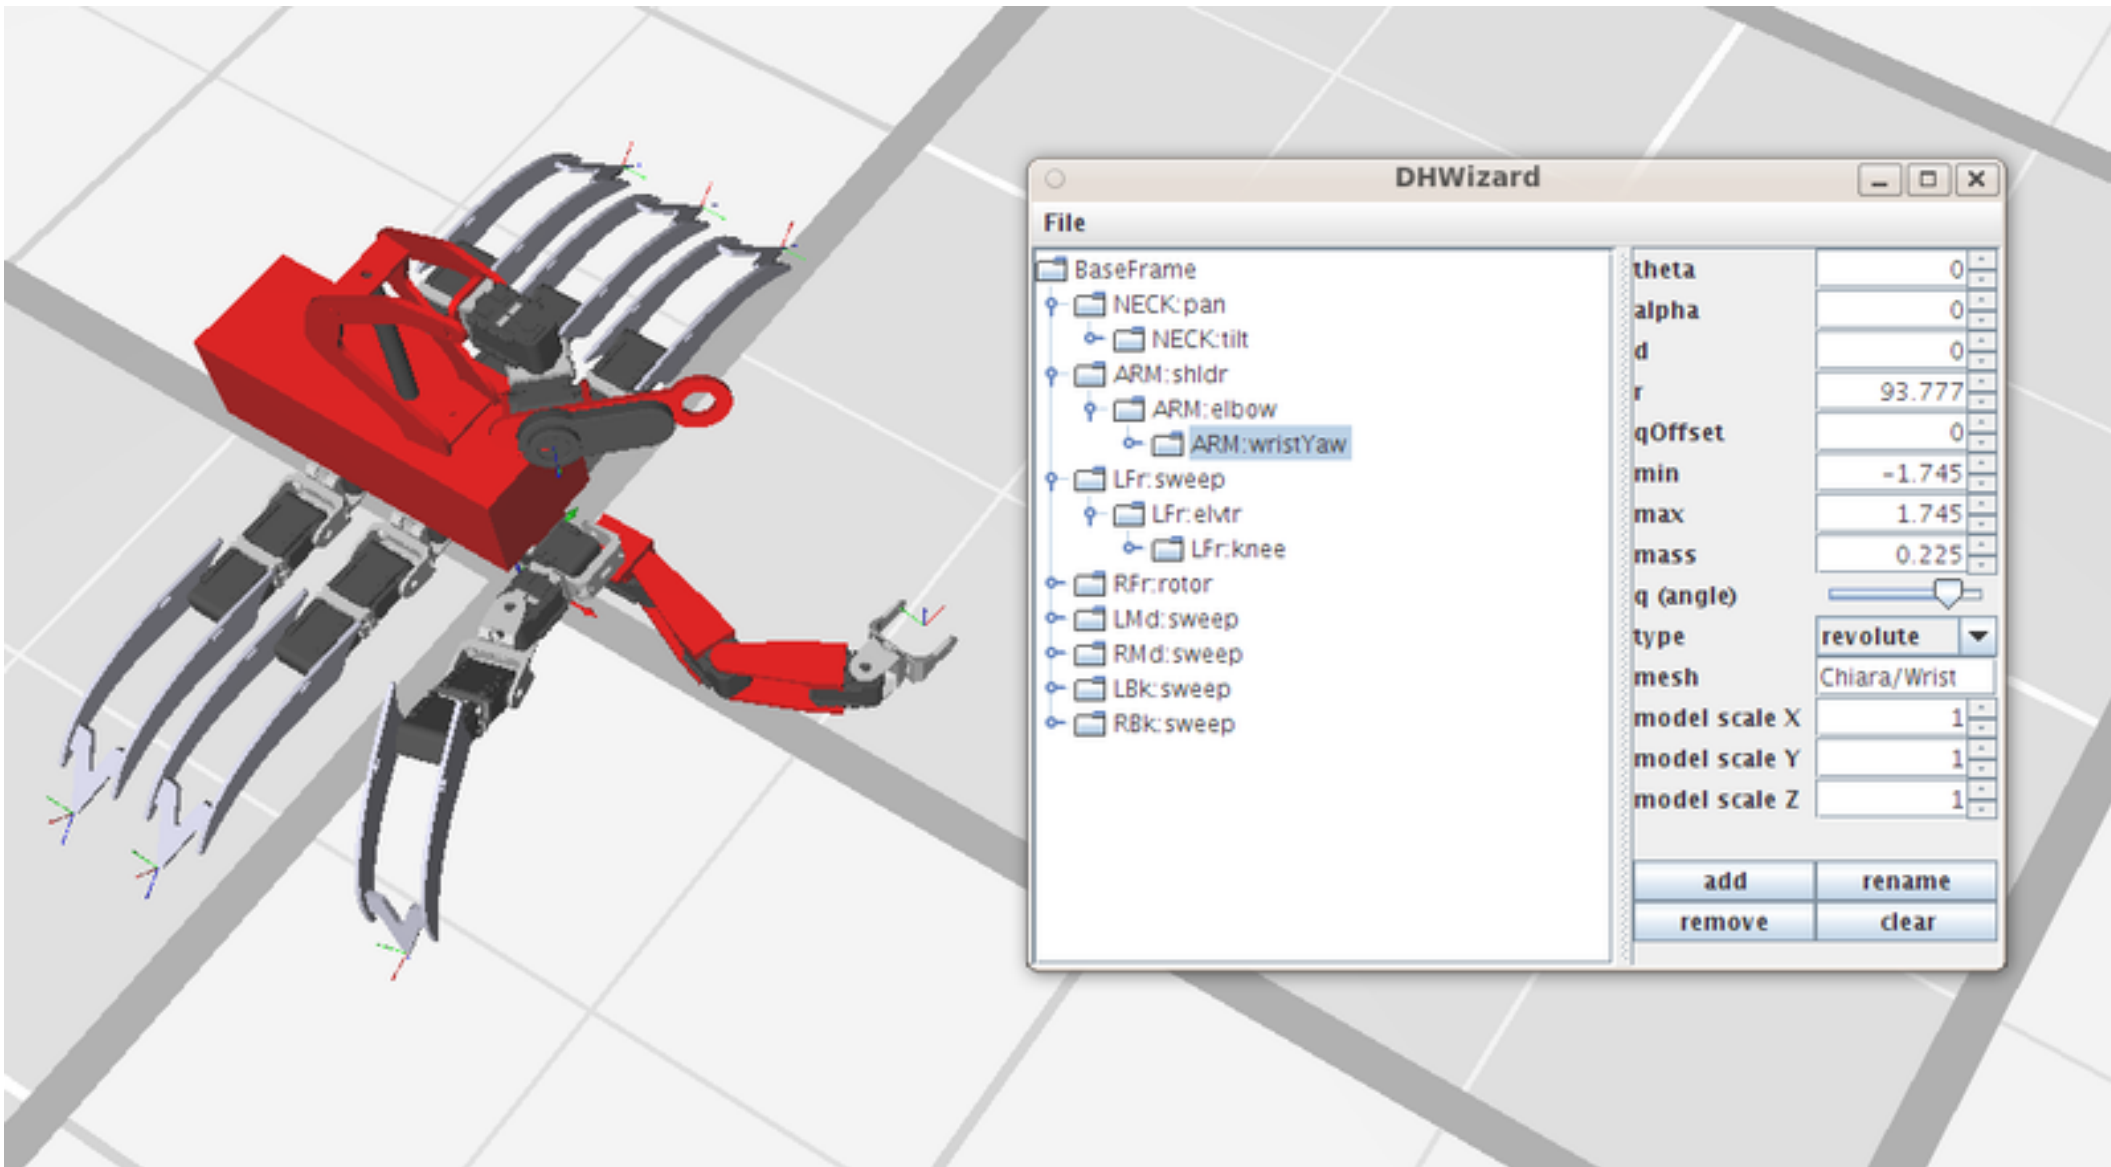 DHWizard
File
BaseFrame
NECK:pan
NECK:tilt
ARM:shldr
ARM:elbow
ARM:wristYaw
LFr:sweep
LFr:elvtr
LFr:knee
RFr:rotor
LMd:sweep
RMd:sweep
LBk:sweep
RBk:sweep
theta 0
alpha 0
d 0
r 93.777
qOffset 0
min -1.745
max 1.745
mass 0.225
q (angle)
type revolute
mesh Chiara/Wrist
model scale X 1
model scale Y 1
model scale Z 1
add rename
remove clear